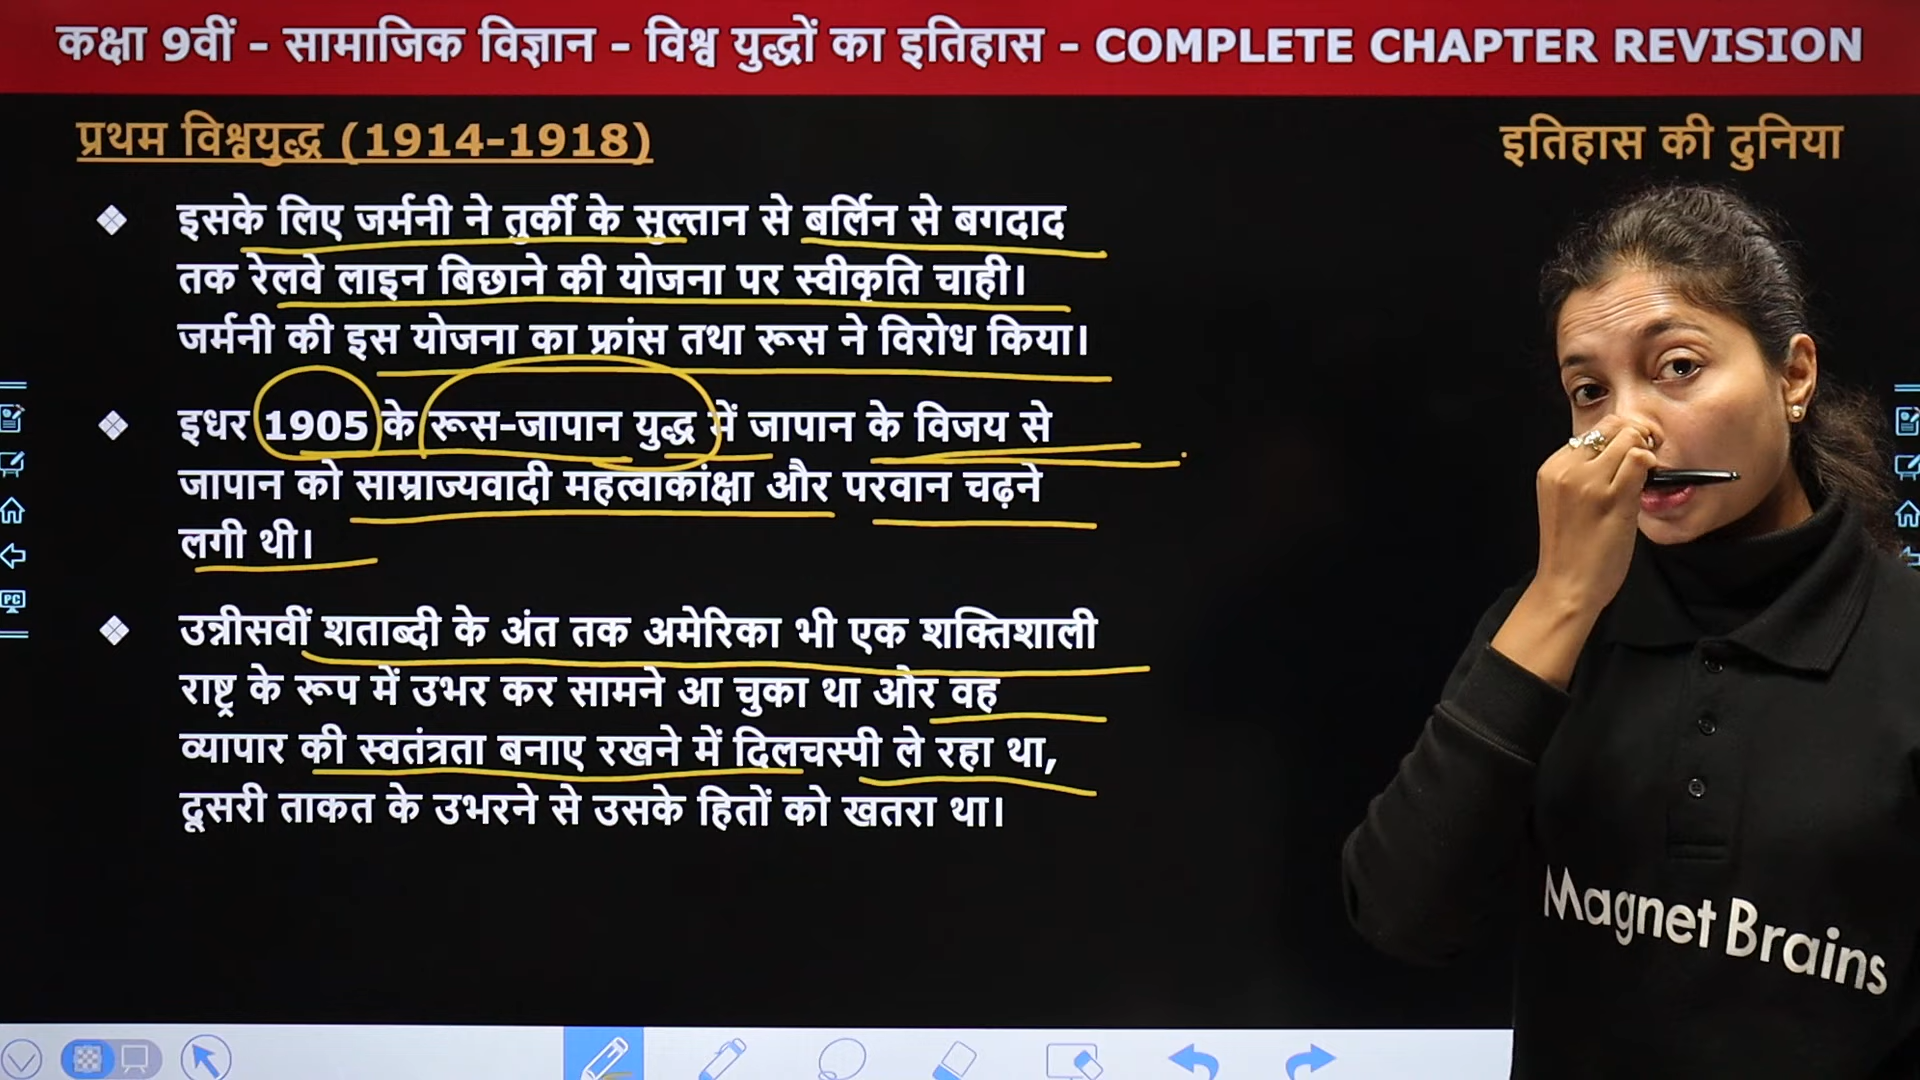 कक्षा 9वीं - सामाजिक विज्ञान - विश्व युद्धों का इतिहास - COMPLETE CHAPTER REVISION
प्रथम विश्वयुद्ध (1914-1918)
इतिहास की दुनिया
❖ इसके लिए जर्मनी ने तुर्की के सुल्तान से बर्लिन से बगदाद
तक रेलवे लाइन बिछाने की योजना पर स्वीकृति चाही।
जर्मनी की इस योजना का फ्रांस तथा रूस ने विरोध किया।
❖ इधर 1905 के रूस-जापान युद्ध में जापान के विजय से
जापान को साम्राज्यवादी महत्वाकांक्षा और परवान चढ़ने
लगी थी।
❖ उन्नीसवीं शताब्दी के अंत तक अमेरिका भी एक शक्तिशाली
राष्ट्र के रूप में उभर कर सामने आ चुका था ओर वह
व्यापार की स्वतंत्रता बनाए रखने में दिलचस्पी ले रहा था,
दूसरी ताकत के उभरने से उसके हितों को खतरा था।
Magnet Brains
PC